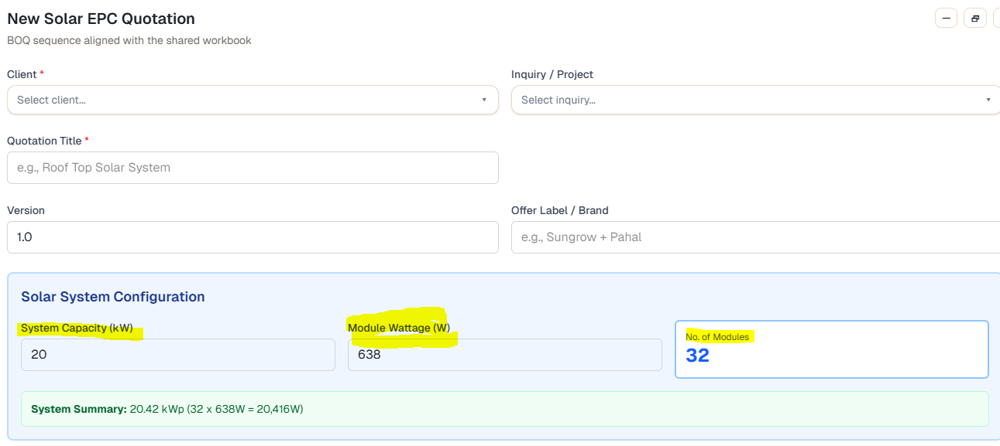 New Solar EPC Quotation
BOQ sequence aligned with the shared workbook
Client *
Inquiry / Project
Select client...
Select inquiry...
Quotation Title *
e.g., Roof Top Solar System
Version
Offer Label / Brand
1.0
e.g., Sungrow + Pahal
Solar System Configuration
System Capacity (kW)
Module Wattage (W)
No. of Modules
20
638
32
System Summary: 20.42 kWp (32 x 638W = 20,416W)